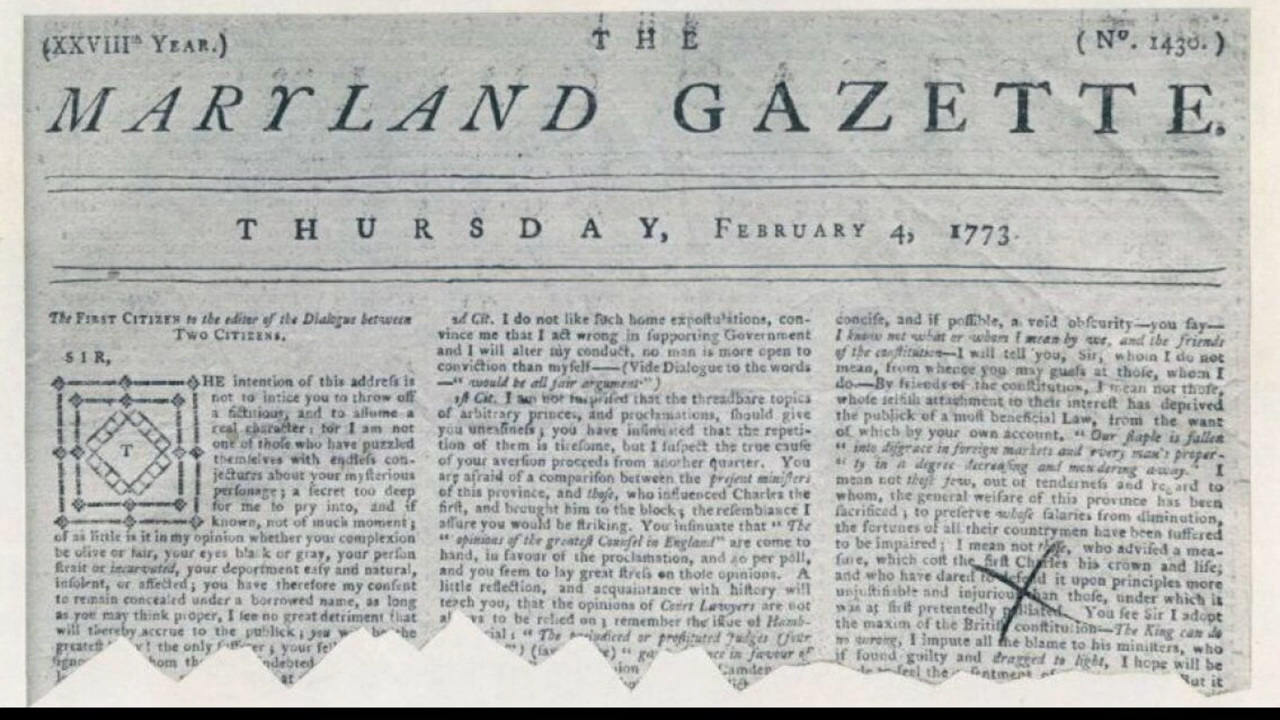 (XXVIIIth YEAR.)
THE
(No. 1430.)
MARYLAND GAZETTE.
THURSDAY, FEBRUARY 4, 1773.
The FIRST CITIZEN to the editor of the Dialogue between
TWO CITIZENS.
SIR,
THE intention of this addreſs is
not to intice you to throw off
a fictitious, and to aſſume a
real character: for I am not
one of thoſe who have puzzled
themſelves with endleſs con-
jectures about your myſterious
perſonage; a ſecret too deep
for me to pry into, and if
known, not of much moment;
of as little is it in my opinion whether your complexion
be olive or fair, your eyes black or gray, your perſon
ſtrait or incurvated, your deportment eaſy and natural,
inſolent, or affected; you have therefore my conſent
to remain concealed under a borrowed name, as long
as you may think proper, I ſee no great detriment that
will thereby accrue to the publick; you will be the
greateſt the only your
hom th indebted
at
2d Cit. I do not like ſuch home expoſtulations, con-
vince me that I act wrong in ſupporting Government
and I will alter my conduct, no man is more open to
conviction than myſelf—(Vide Dialogue to the words
—" would be all fair argument")
1ſt Cit. I am not ſurpriſed that the threadbare topics
of arbitrary princes, and proclamations, ſhould give
you uneaſineſs; you have inſinuated that the repeti-
tion of them is tireſome, but I ſuſpect the true cauſe
of your averſion proceeds from another quarter. You
are afraid of a compariſon between the preſent miniſters
of this province, and thoſe, who influenced Charles the
firſt, and brought him to the block; the reſemblance I
aſſure you would be ſtriking. You inſinuate that " The
" opinions of the greateſt Counſel in England" are come to
hand, in favour of the proclamation, and 40 per poll,
and you ſeem to lay great ſtreſs on thoſe opinions. A
little reflection, and acquaintance with hiſtory will
teach you, that the opinions of Court Lawyers are not
always to be relied on; remember the iſſue of Hamb-
ial: " The prejudiced or proſtituted judges (four
") (ſay e) " ga ce in favour of
ion Camden
conciſe, and if poſſible, a void obſcurity—you ſay—
I know not what or whom I mean by we, and the friends
of the conſtitution—I will tell you, Sir, whom I do not
mean, from whence you may gueſs at thoſe, whom I
do.—By friends of the conſtitution, I mean not thoſe,
whoſe ſelfiſh attachment to their intereſt has deprived
the publick of a moſt beneficial Law, from the want
of which by your own account, " Our ſtaple is fallen
" into diſgrace in foreign markets and every man's proper-
" ty in a degree decreaſing and mouldering away." I
mean not thoſe few, out of tenderneſs and regard to
whom, the general welfare of this province has been
ſacrificed; to preſerve whoſe ſalaries from diminution,
the fortunes of all their countrymen have been ſuffered
to be impaired; I mean not thoſe, who adviſed a mea-
ſure, which coſt the firſt Charles his crown and life;
and who have dared to defend it upon principles more
unjuſtifiable and injurious than thoſe, under which it
was at firſt pretentedly palliated. You ſee Sir I adopt
the maxim of the Britiſh conſtitution—The King can do
no wrong, I impute all the blame to his miniſters, who
if found guilty and dragged to light, I hope will be
to feel the ſentment of
But it